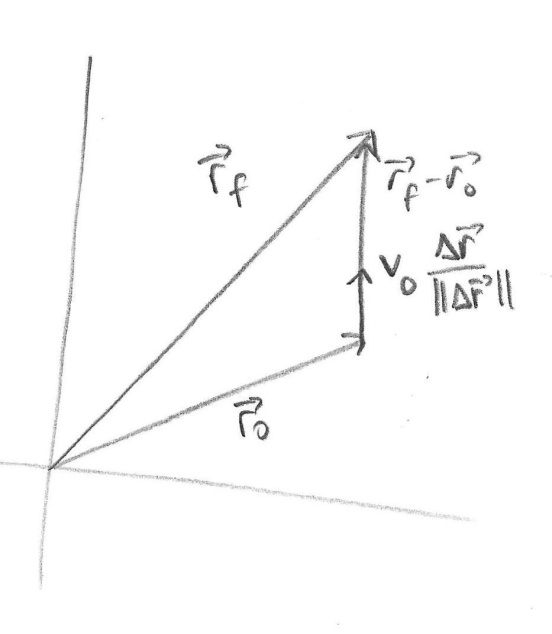 r⃗_f
r⃗_f - r⃗_0
v_0 Δr⃗/||Δr⃗||
r⃗_0